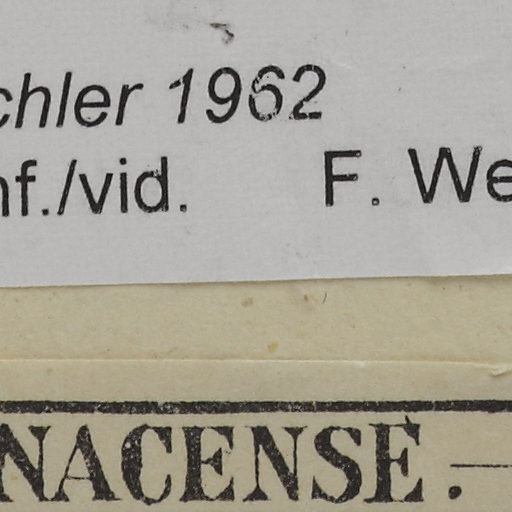 chler 1962
nf./vid. F. We
NACENSE. —